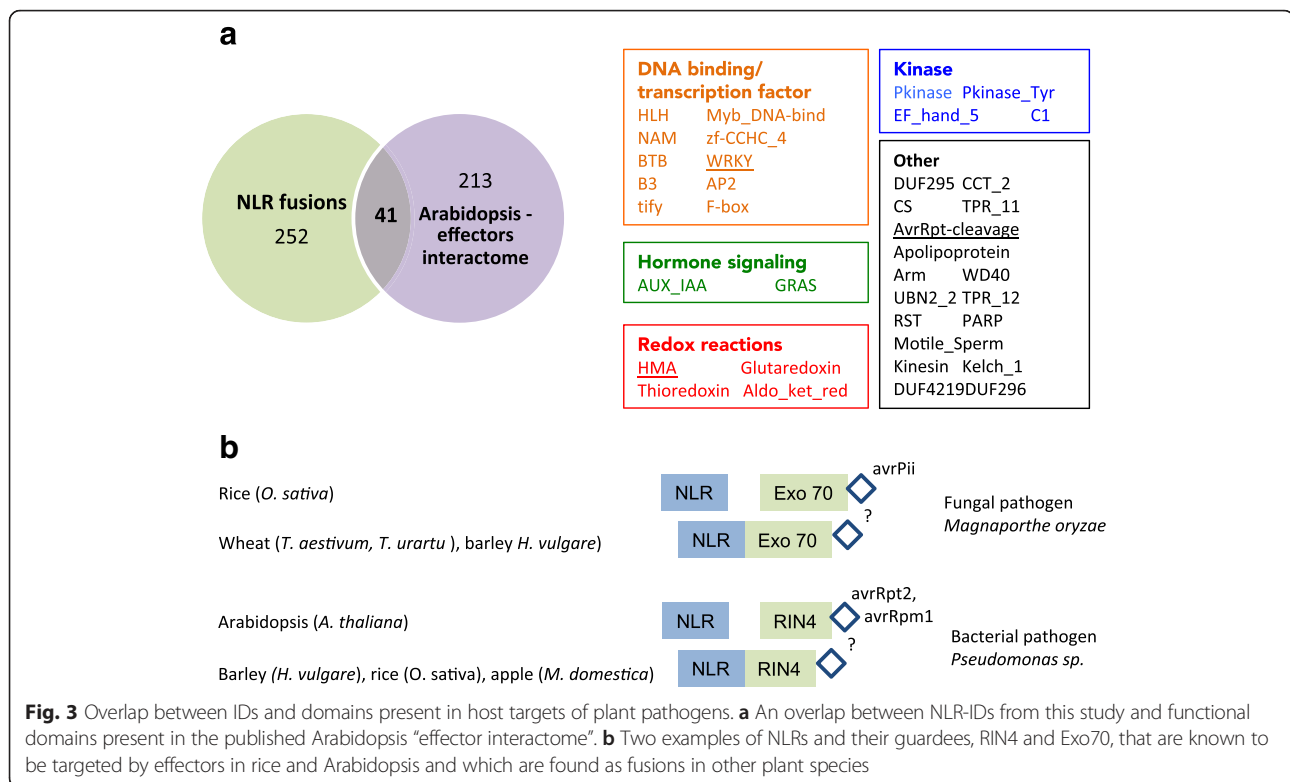 a
NLR fusions
252
41
213
Arabidopsis -
effectors
interactome
DNA binding/
transcription factor
HLH Myb_DNA-bind
NAM zf-CCHC_4
BTB WRKY
B3 AP2
tify F-box
Hormone signaling
AUX_IAA GRAS
Redox reactions
HMA Glutaredoxin
Thioredoxin Aldo_ket_red
Kinase
Pkinase Pkinase_Tyr
EF_hand_5 C1
Other
DUF295 CCT_2
CS TPR_11
AvrRpt-cleavage
Apolipoprotein
Arm WD40
UBN2_2 TPR_12
RST PARP
Motile_Sperm
Kinesin Kelch_1
DUF4219DUF296
b
Rice (O. sativa)
NLR Exo 70
avrPii
Wheat (T. aestivum, T. urartu ), barley H. vulgare)
NLR Exo 70
?
Fungal pathogen
Magnaporthe oryzae
Arabidopsis (A. thaliana)
NLR RIN4
avrRpt2,
avrRpm1
Barley (H. vulgare), rice (O. sativa), apple (M. domestica)
NLR RIN4
?
Bacterial pathogen
Pseudomonas sp.
Fig. 3 Overlap between IDs and domains present in host targets of plant pathogens. a An overlap between NLR-IDs from this study and functional
domains present in the published Arabidopsis “effector interactome”. b Two examples of NLRs and their guardees, RIN4 and Exo70, that are known to
be targeted by effectors in rice and Arabidopsis and which are found as fusions in other plant species